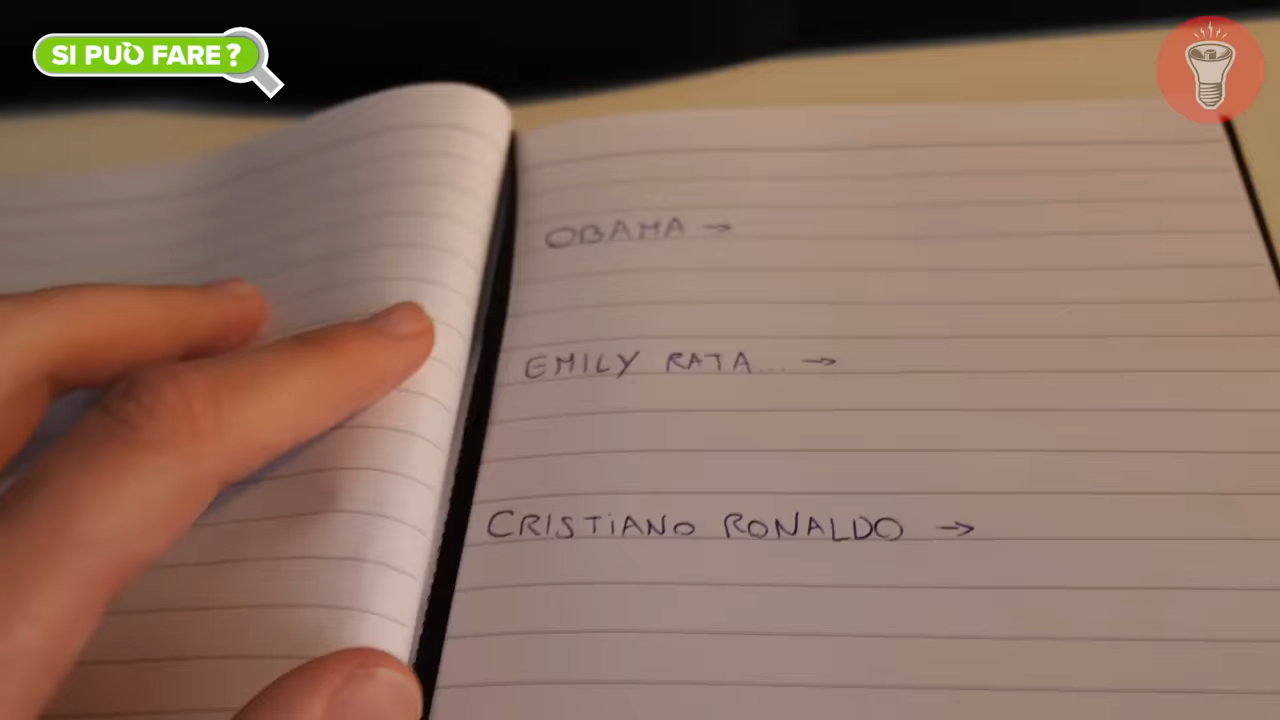 SI PUÒ FARE?
OBAMA →
EMILY RATA... →
CRISTIANO RONALDO →